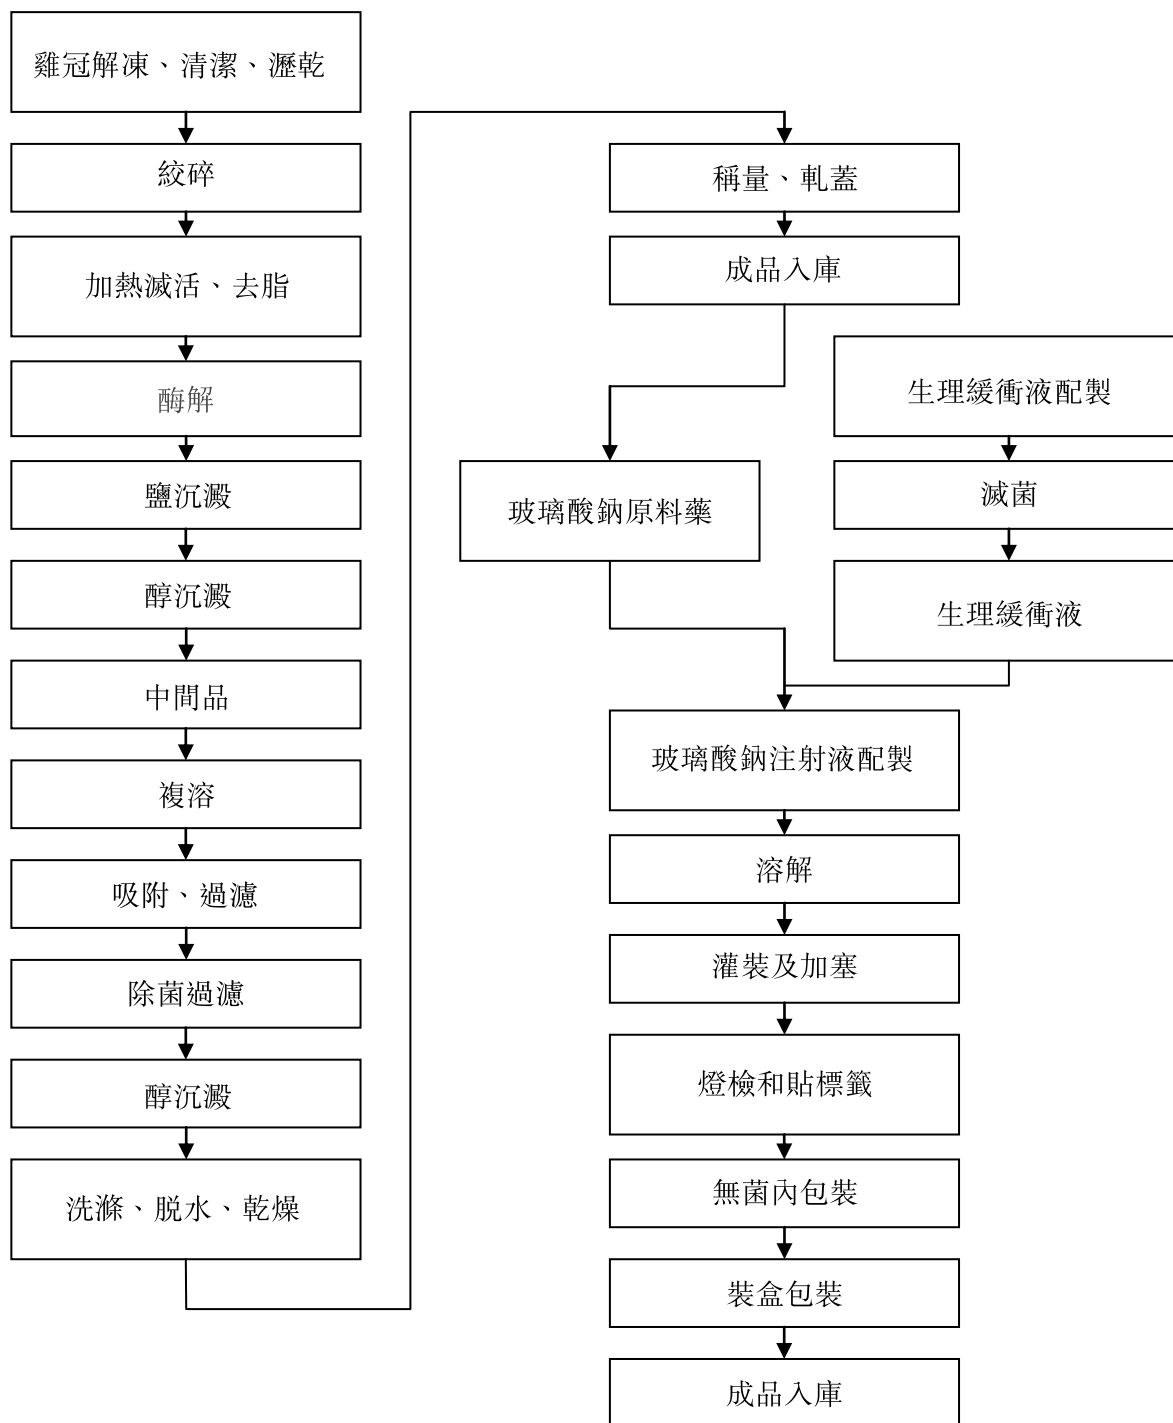 雞冠解凍、清潔、瀝乾
絞碎
加熱滅活、去脂
酶解
鹽沉澱
醇沉澱
中間品
複溶
吸附、過濾
除菌過濾
醇沉澱
洗滌、脱水、乾燥
稱量、軋蓋
成品入庫
玻璃酸鈉原料藥
生理緩衝液配製
滅菌
生理緩衝液
玻璃酸鈉注射液配製
溶解
灌裝及加塞
燈檢和貼標籤
無菌內包裝
裝盒包裝
成品入庫